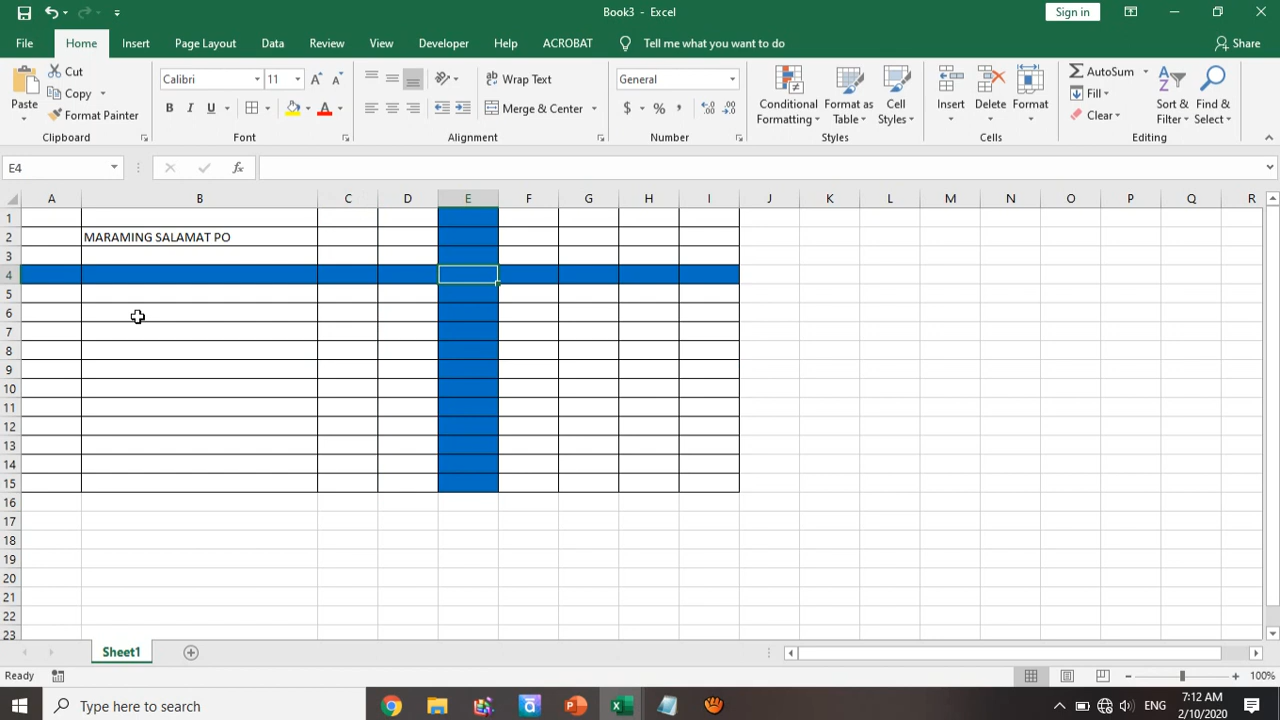 Book3 - Excel
Sign in
File Home Insert Page Layout Data Review View Developer Help ACROBAT Tell me what you want to do Share
Paste
Cut
Copy
Format Painter
Clipboard
Calibri 11
B I U
Font
Wrap Text
Merge & Center
Alignment
General
$ % ,
Number
Conditional Formatting
Format as Table
Cell Styles
Styles
Insert
Delete
Format
Cells
AutoSum
Fill
Clear
Sort & Filter
Find & Select
Editing
E4
fx
A B C D E F G H I J K L M N O P Q R
1
2 MARAMING SALAMAT PO
3
4
5
6
7
8
9
10
11
12
13
14
15
16
17
18
19
20
21
22
23
Sheet1
Ready
100%
Type here to search
ENG
7:12 AM
2/10/2020